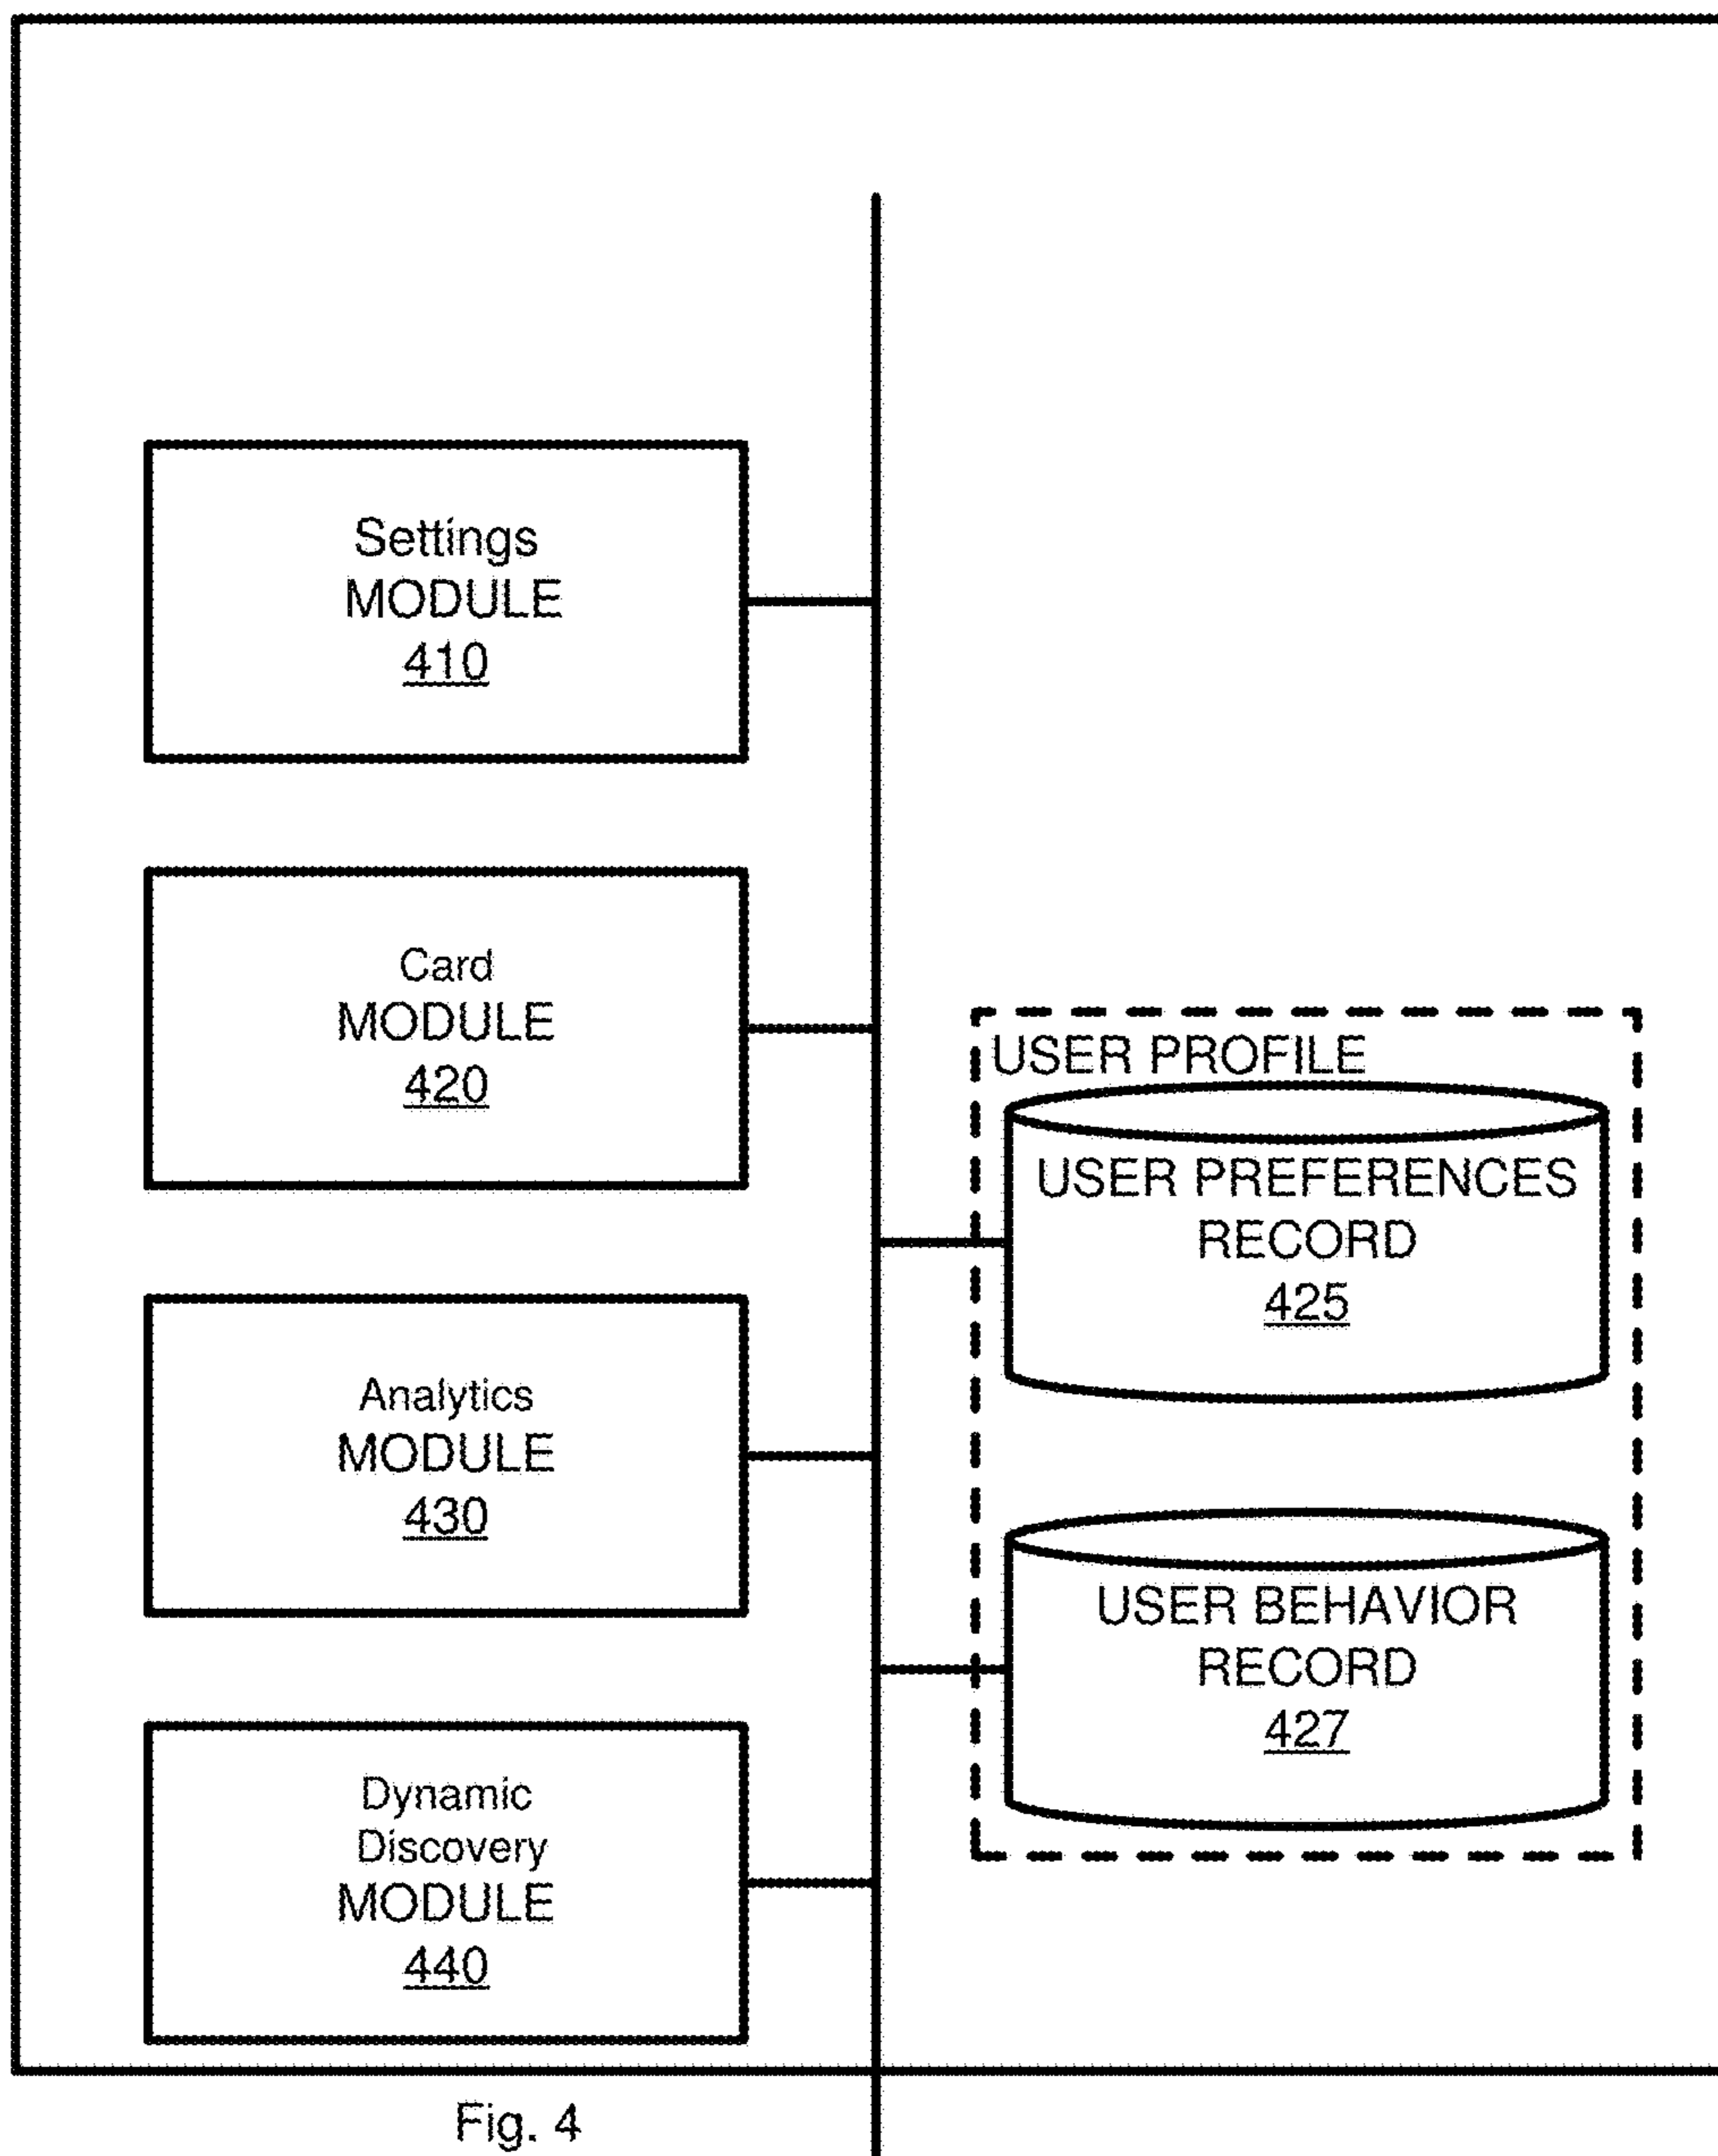 Settings
MODULE
410
Card
MODULE
420
Analytics
MODULE
430
Dynamic
Discovery
MODULE
440
USER PROFILE
USER PREFERENCES
RECORD
425
USER BEHAVIOR
RECORD
427
Fig. 4